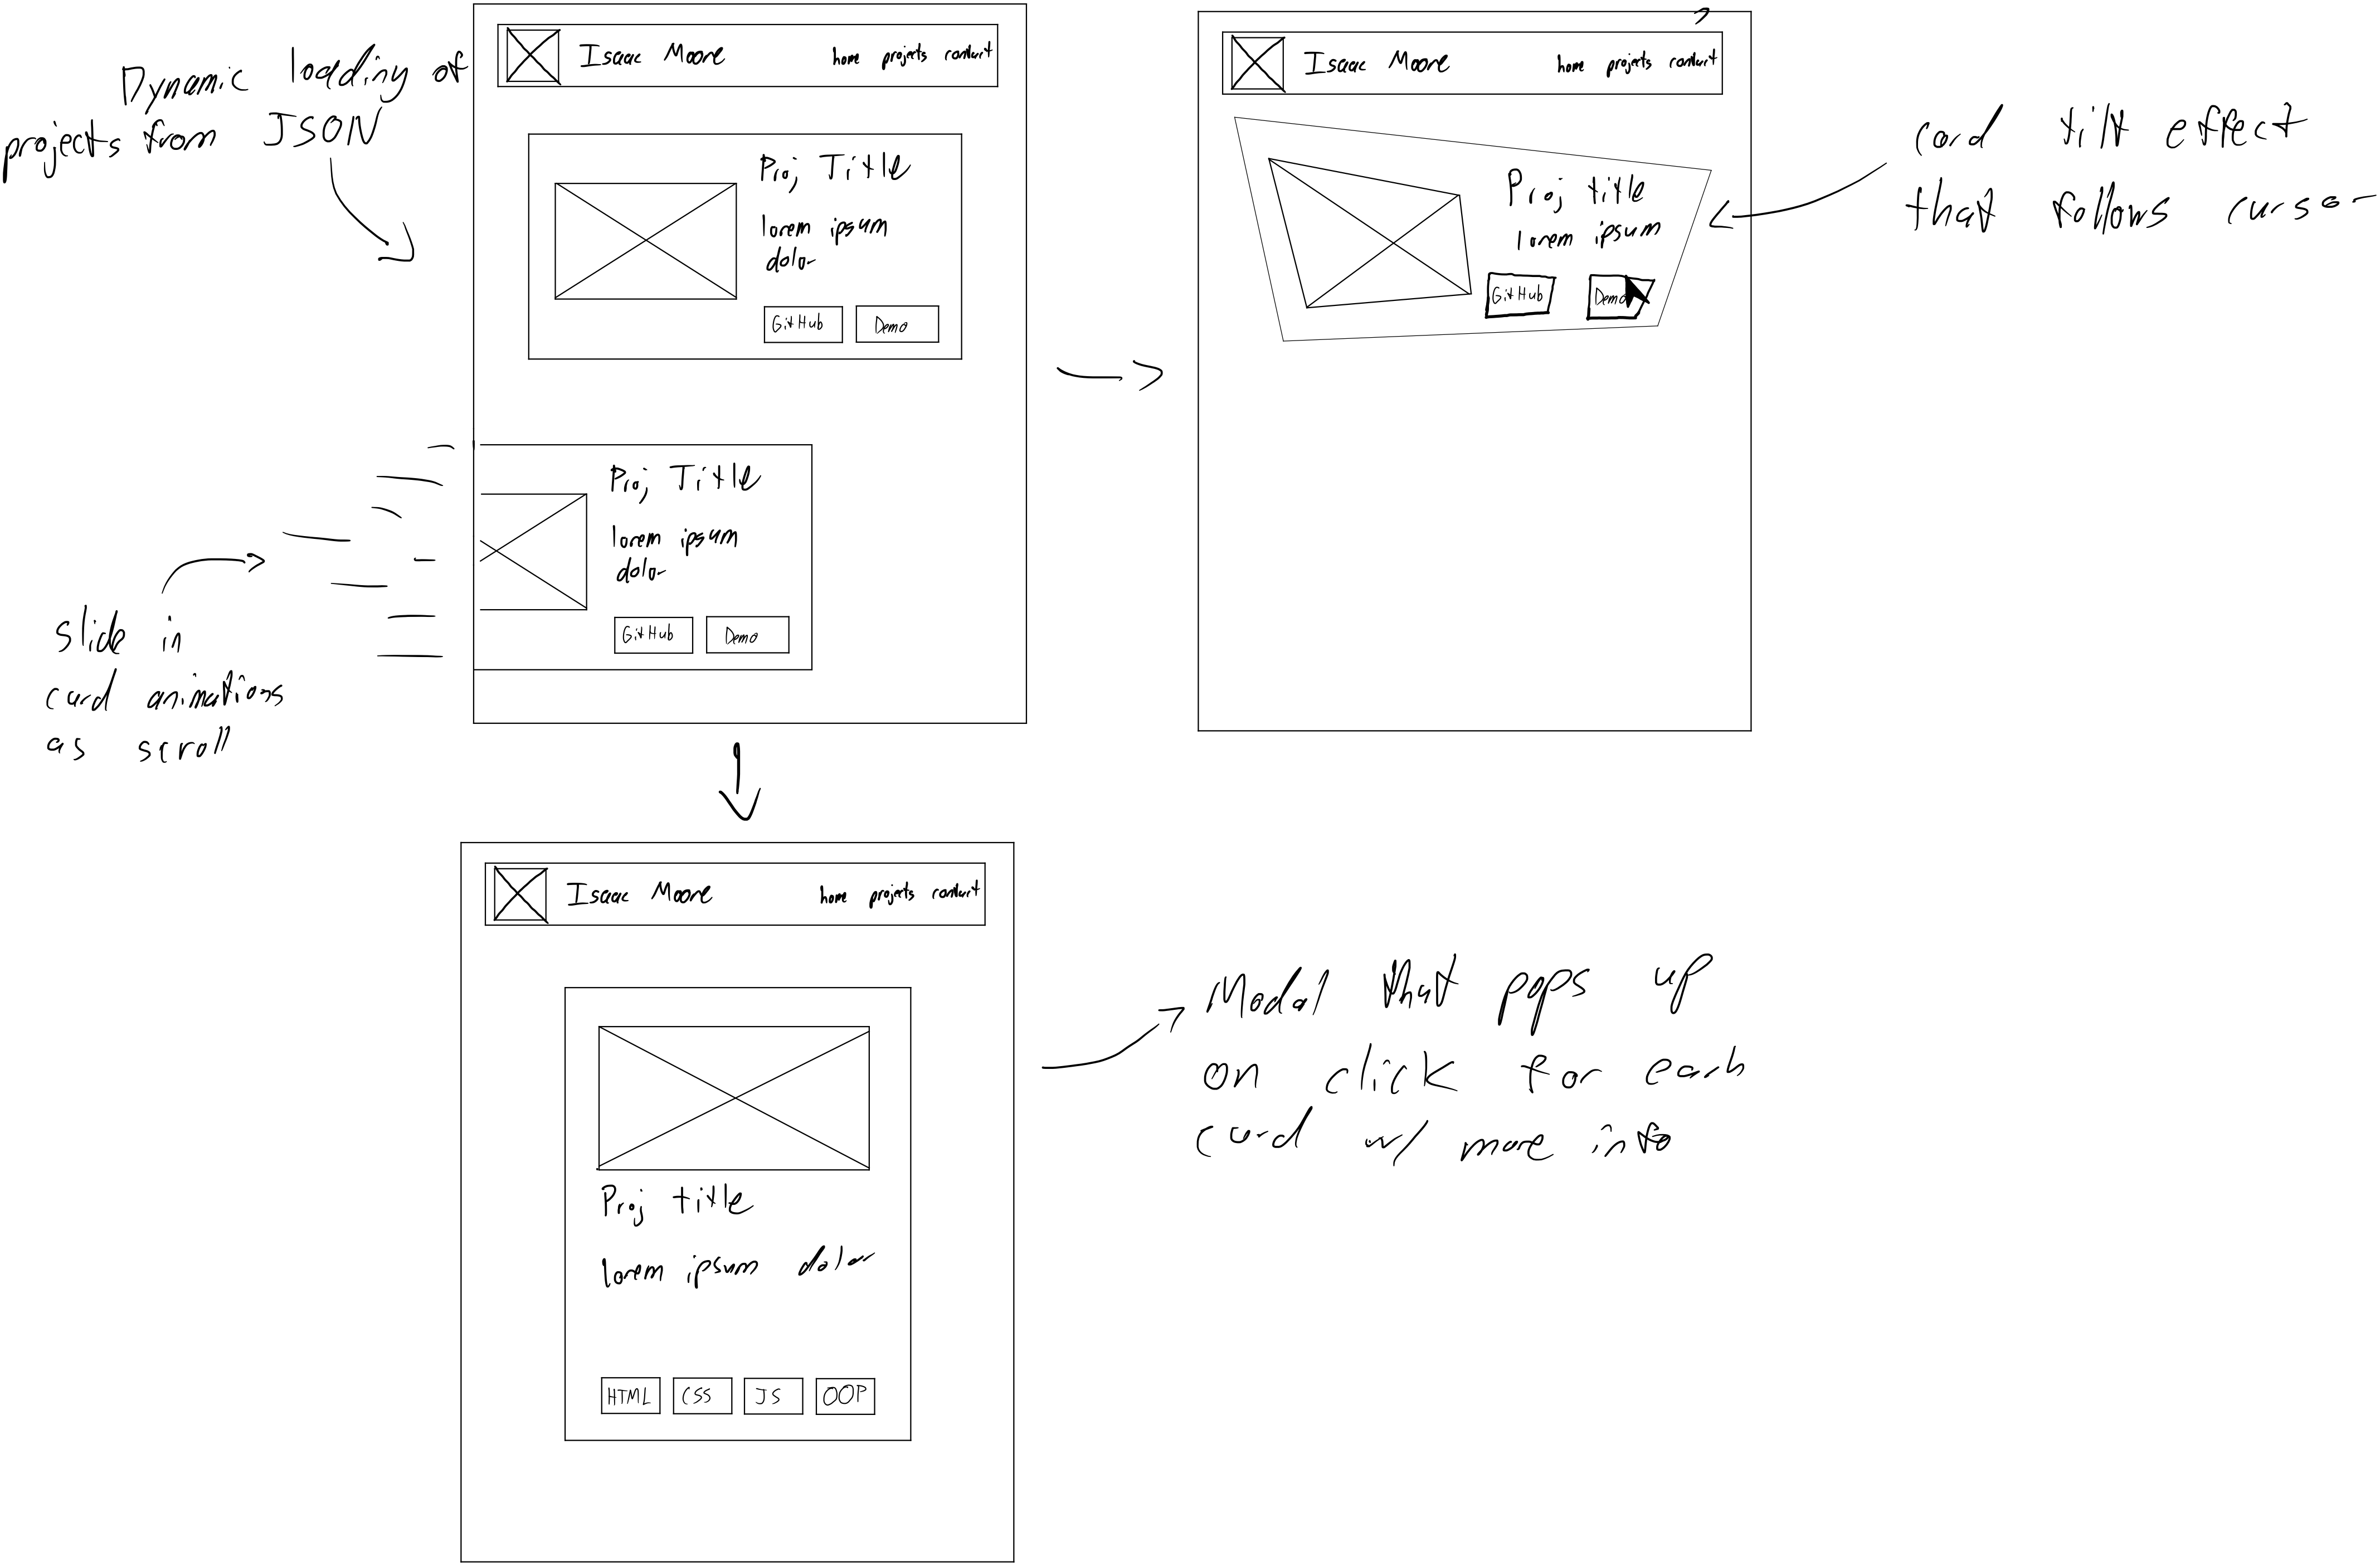 Dynamic loading of
projects from JSON
Isaac Moore home projects contact
Proj Title
lorem ipsum
dolor
GitHub Demo
Proj Title
lorem ipsum
dolor
GitHub Demo
slide in
card animations
as scroll
Isaac Moore home projects contact
Proj title
lorem ipsum
GitHub Demo
card tilt effect
that follows cursor
Isaac Moore home projects contact
Proj title
lorem ipsum dolor
HTML CSS JS OOP
Modal that pops up
on click for each
card w/ more info